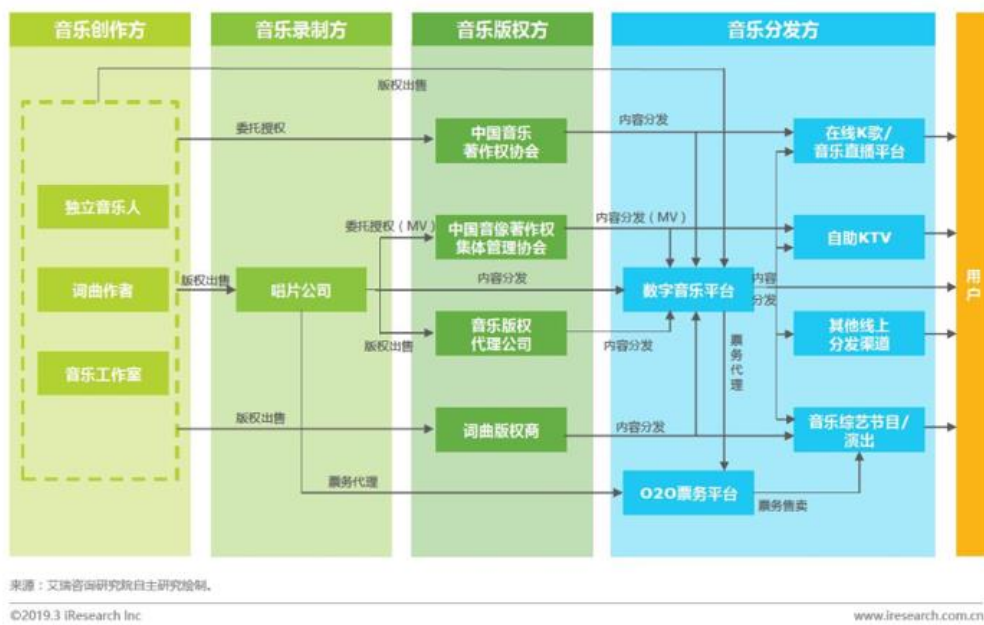 音乐创作方
音乐录制方
音乐版权方
音乐分发方
版权出售
委托授权
中国音乐
著作权协会
内容分发
在线K歌/
音乐直播平台
独立音乐人
委托授权（MV）
中国音像著作权
集体管理协会
内容分发（MV）
自助KTV
词曲作者
版权出售
唱片公司
内容分发
数字音乐平台
内容
分发
用户
版权出售
音乐版权
代理公司
内容分发
票务代理
其他线上
分发渠道
音乐工作室
版权出售
词曲版权商
内容分发
音乐综艺节目/
演出
票务代理
O2O票务平台
票务售卖
来源：艾瑞咨询研究院自主研究绘制。
©2019.3 iResearch Inc
www.iresearch.com.cn